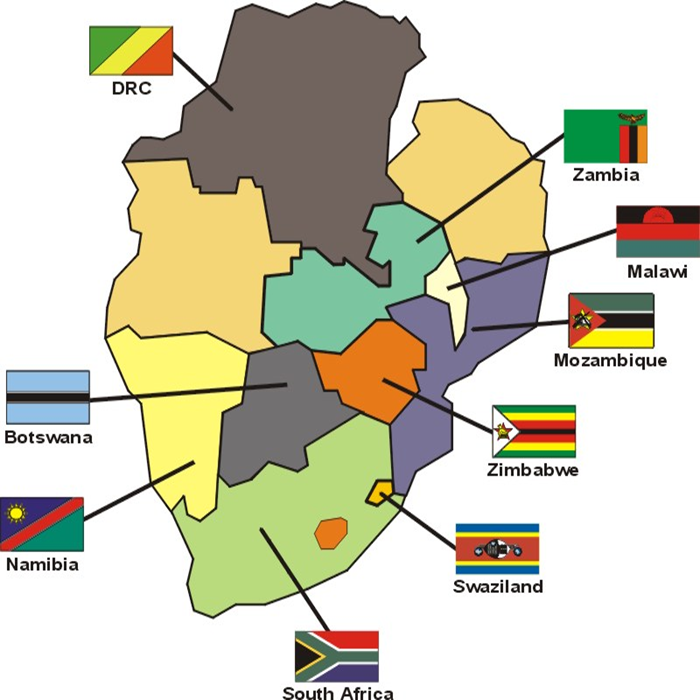 DRC
Zambia
Malawi
Mozambique
Botswana
Zimbabwe
Namibia
Swaziland
South Africa